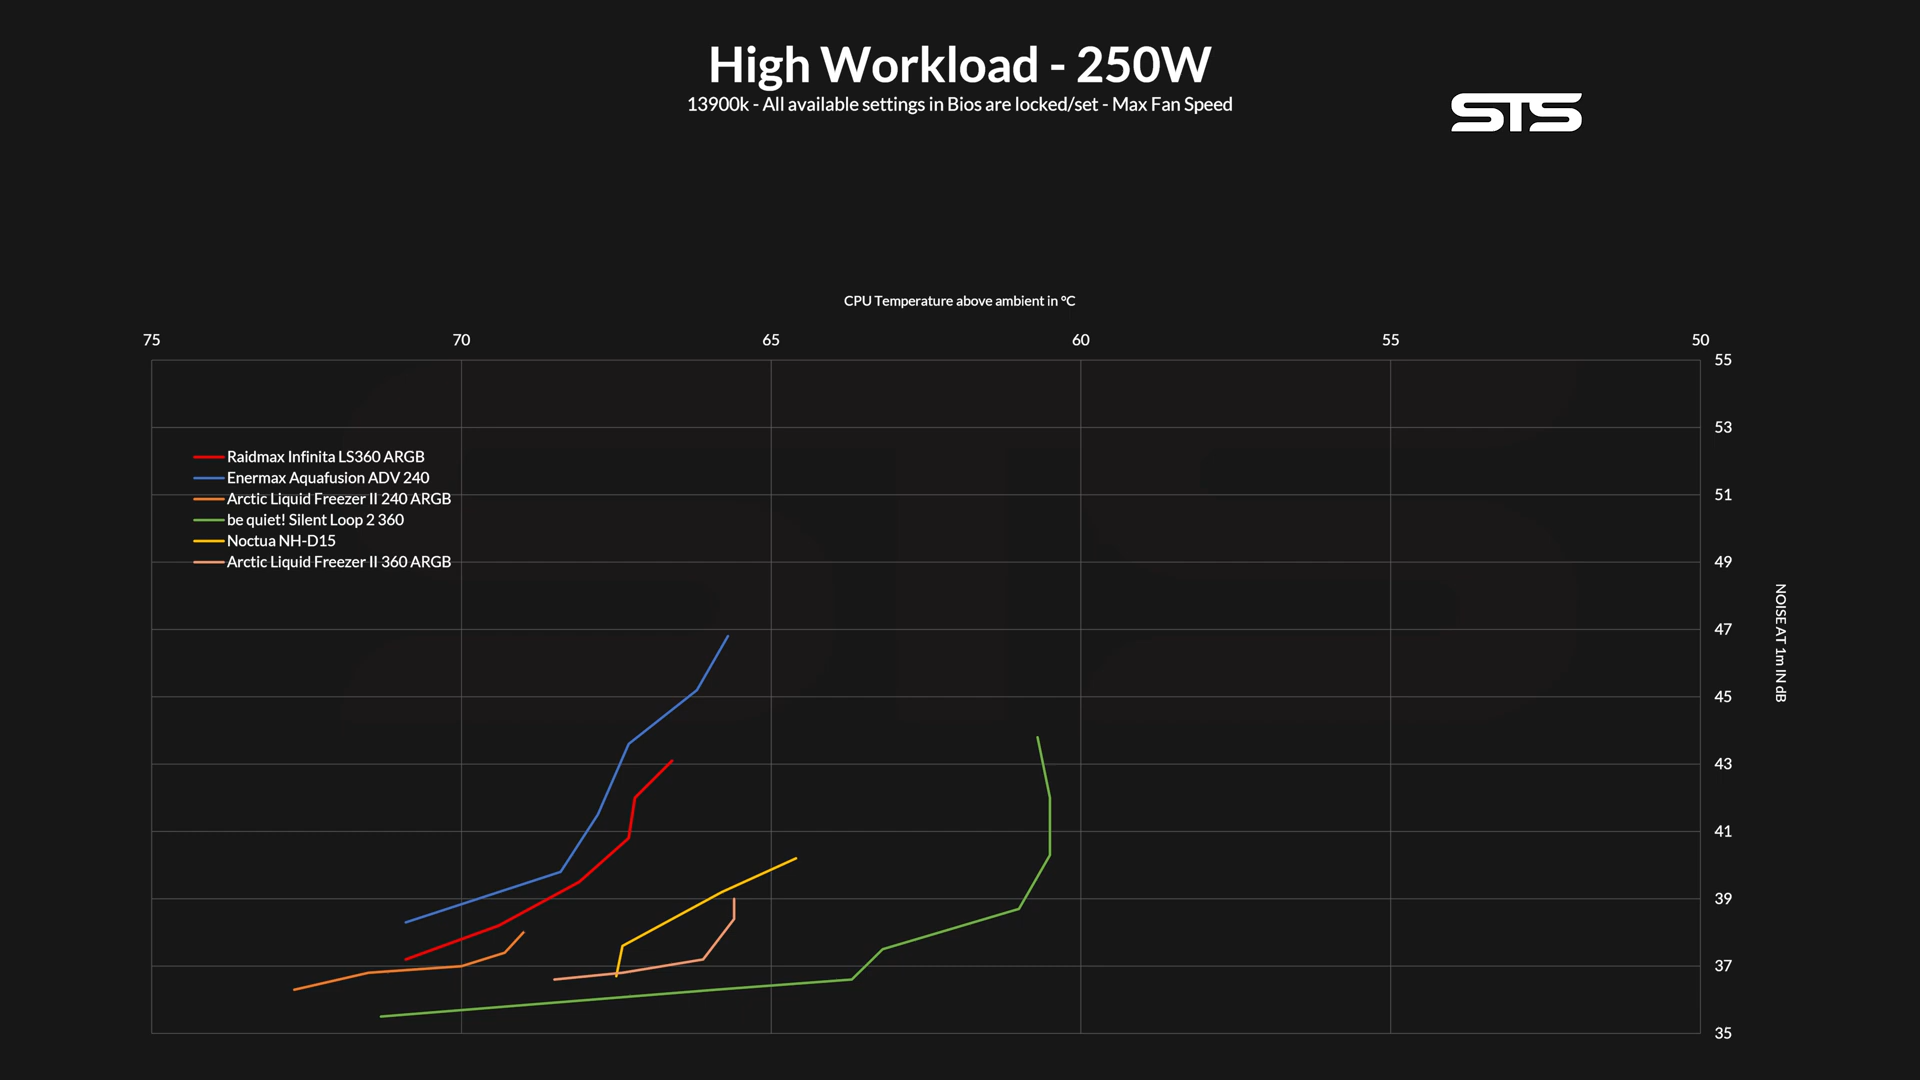 High Workload - 250W
13900k - All available settings in Bios are locked/set - Max Fan Speed
STS
CPU Temperature above ambient in °C
75 70 65 60 55 50
55
53
51
49
47
45
43
41
39
37
35
Raidmax Infinita LS360 ARGB
Enermax Aquafusion ADV 240
Arctic Liquid Freezer II 240 ARGB
be quiet! Silent Loop 2 360
Noctua NH-D15
Arctic Liquid Freezer II 360 ARGB
NOISE AT 1m IN dB